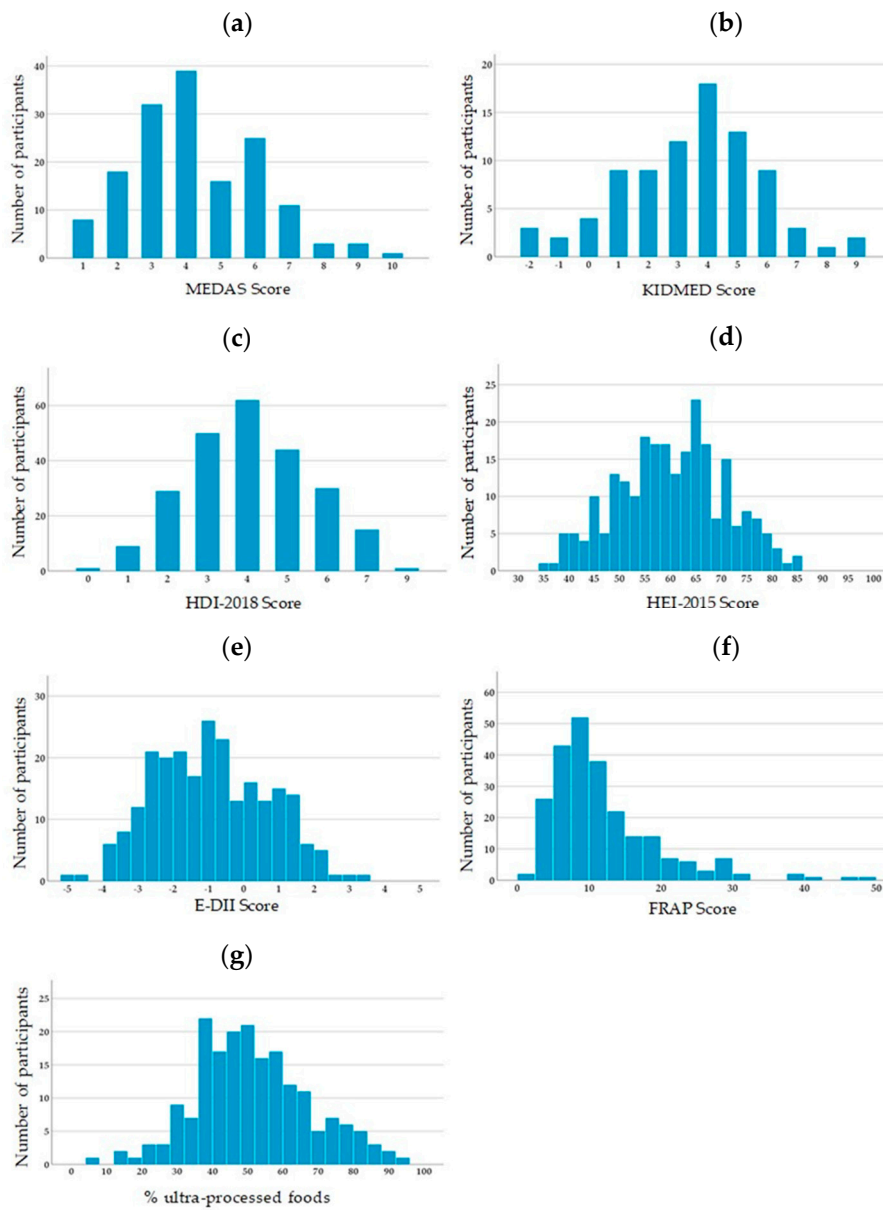 (a)
Number of participants
40
30
20
10
0
1 2 3 4 5 6 7 8 9 10
MEDAS Score
(b)
Number of participants
20
15
10
5
0
-2 -1 0 1 2 3 4 5 6 7 8 9
KIDMED Score
(c)
Number of participants
60
40
20
0
0 1 2 3 4 5 6 7 9
HDI-2018 Score
(d)
Number of participants
25
20
15
10
5
0
30 35 40 45 50 55 60 65 70 75 80 85 90 95 100
HEI-2015 Score
(e)
Number of participants
30
20
10
0
-5 -4 -3 -2 -1 0 1 2 3 4 5
E-DII Score
(f)
Number of participants
60
50
40
30
20
10
0
0 10 20 30 40 50
FRAP Score
(g)
Number of participants
25
20
15
10
5
0
0 10 20 30 40 50 60 70 80 90 100
% ultra-processed foods